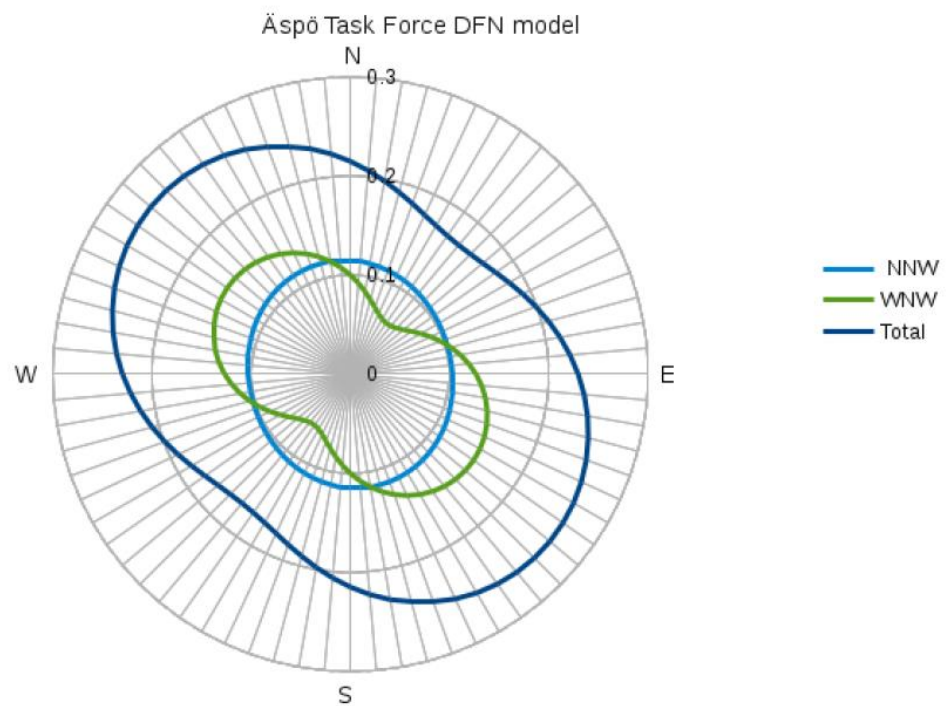 Äspö Task Force DFN model
N
0.3
0.2
0.1
0
W
E
S
NNW
WNW
Total